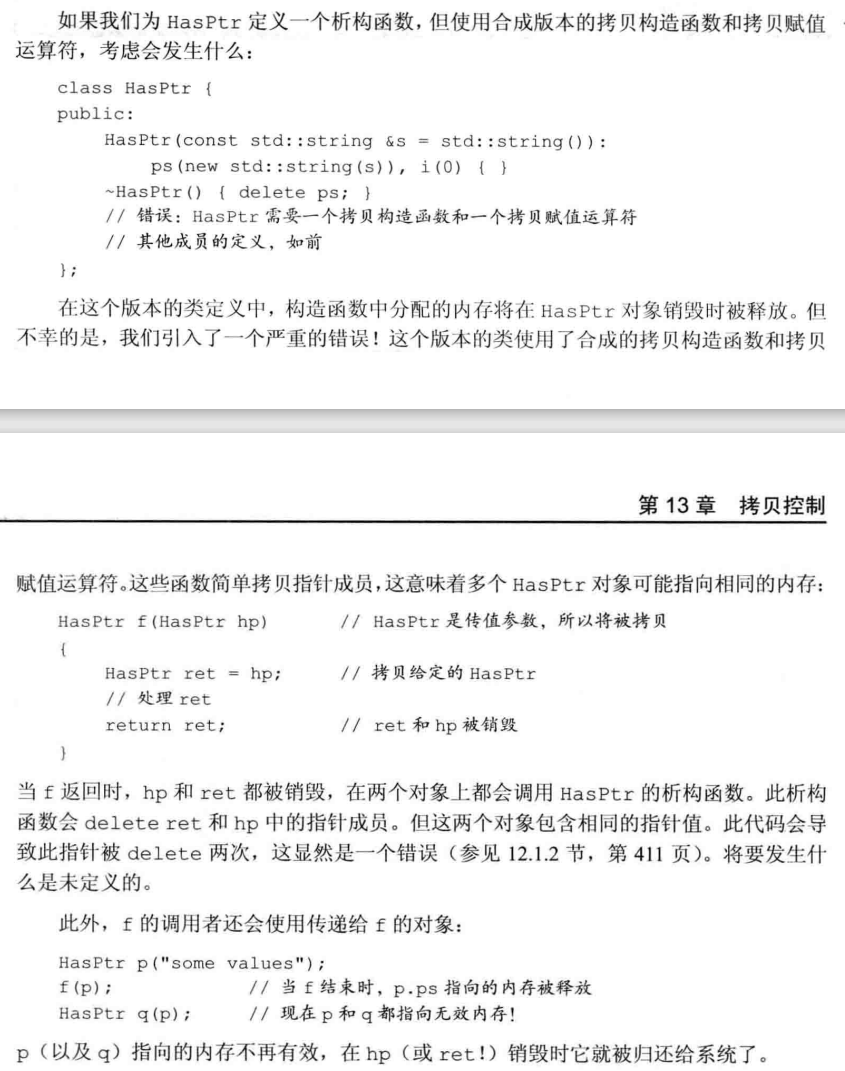 如果我们为 HasPtr 定义一个析构函数，但使用合成版本的拷贝构造函数和拷贝赋值
运算符，考虑会发生什么：
class HasPtr {
public:
HasPtr(const std::string &s = std::string()):
ps(new std::string(s)), i(0) { }
~HasPtr() { delete ps; }
// 错误：HasPtr 需要一个拷贝构造函数和一个拷贝赋值运算符
// 其他成员的定义，如前
};
在这个版本的类定义中，构造函数中分配的内存将在 HasPtr 对象销毁时被释放。但
不幸的是，我们引入了一个严重的错误！这个版本的类使用了合成的拷贝构造函数和拷贝
第 13 章 拷贝控制
赋值运算符。这些函数简单拷贝指针成员，这意味着多个 HasPtr 对象可能指向相同的内存：
HasPtr f(HasPtr hp) // HasPtr 是传值参数，所以将被拷贝
{
HasPtr ret = hp; // 拷贝给定的 HasPtr
// 处理 ret
return ret; // ret 和 hp 被销毁
}
当 f 返回时，hp 和 ret 都被销毁，在两个对象上都会调用 HasPtr 的析构函数。此析构
函数会 delete ret 和 hp 中的指针成员。但这两个对象包含相同的指针值。此代码会导
致此指针被 delete 两次，这显然是一个错误（参见 12.1.2 节，第 411 页）。将要发生什
么是未定义的。
此外，f 的调用者还会使用传递给 f 的对象：
HasPtr p("some values");
f(p); // 当 f 结束时，p.ps 指向的内存被释放
HasPtr q(p); // 现在 p 和 q 都指向无效内存！
p（以及 q）指向的内存不再有效，在 hp（或 ret！）销毁时它就被归还给系统了。